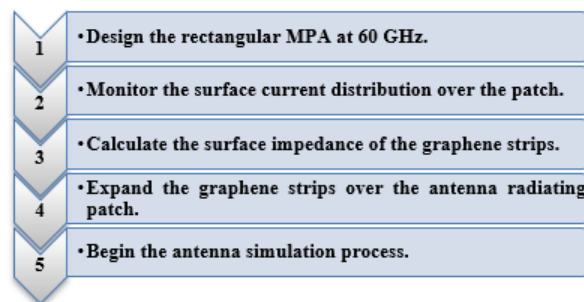 1
•Design the rectangular MPA at 60 GHz.
2
•Monitor the surface current distribution over the patch.
3
•Calculate the surface impedance of the graphene strips.
4
•Expand the graphene strips over the antenna radiating
patch.
5
•Begin the antenna simulation process.